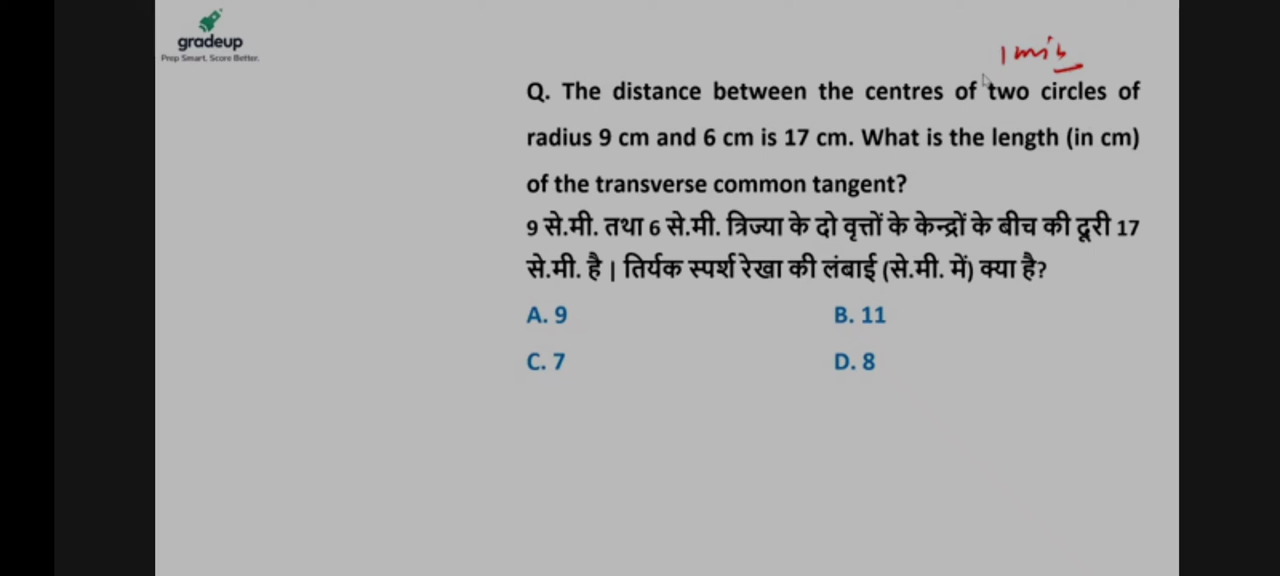 gradeup
Prep Smart. Score Better.
Q. The distance between the centres of two circles of
radius 9 cm and 6 cm is 17 cm. What is the length (in cm)
of the transverse common tangent?
9 से.मी. तथा 6 से.मी. त्रिज्या के दो वृत्तों के केन्द्रों के बीच की दूरी 17
से.मी. है | तिर्यक स्पर्श रेखा की लंबाई (से.मी. में) क्या है?
A. 9 B. 11
C. 7 D. 8